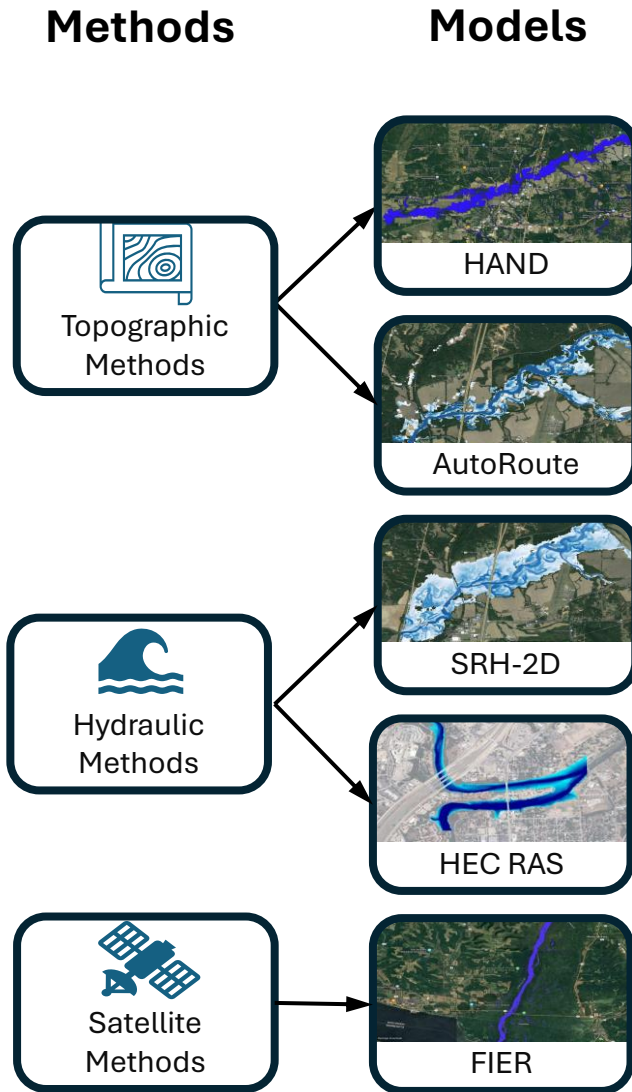 Methods
Models
HAND
Topographic
Methods
AutoRoute
SRH-2D
Hydraulic
Methods
HEC RAS
Satellite
Methods
FIER